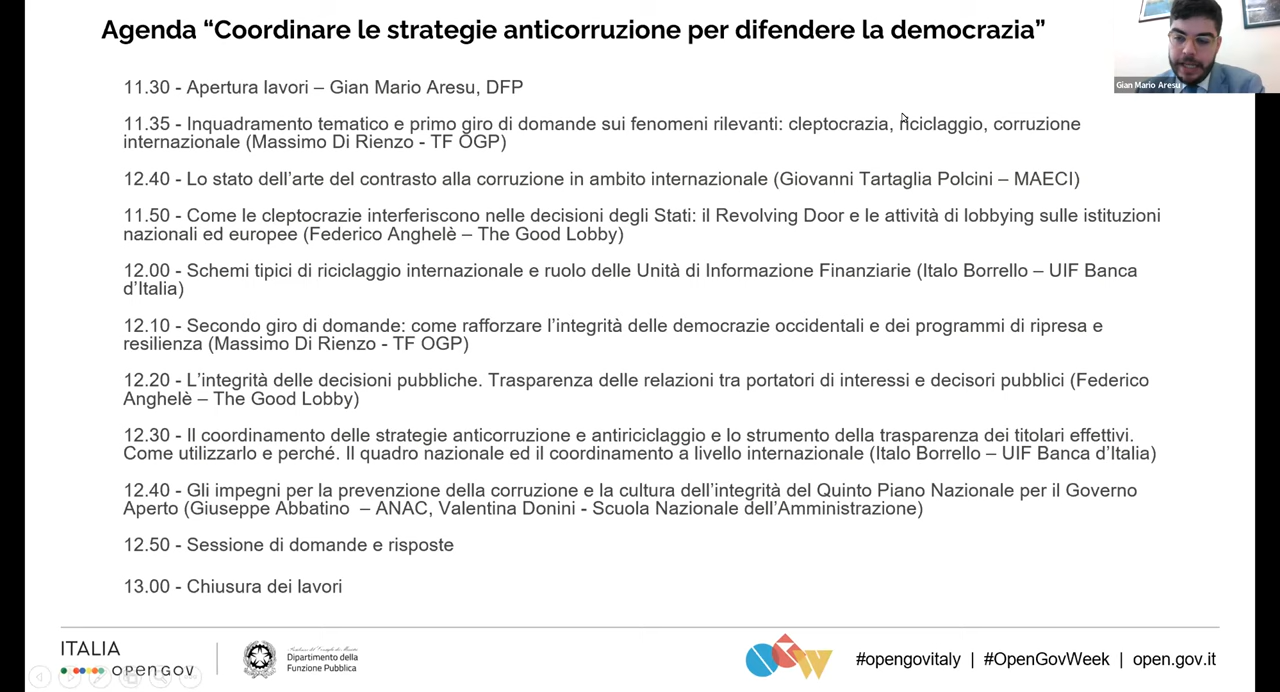 Agenda “Coordinare le strategie anticorruzione per difendere la democrazia”
Gian Mario Aresu
11.30 - Apertura lavori – Gian Mario Aresu, DFP
11.35 - Inquadramento tematico e primo giro di domande sui fenomeni rilevanti: cleptocrazia, riciclaggio, corruzione
internazionale (Massimo Di Rienzo - TF OGP)
12.40 - Lo stato dell’arte del contrasto alla corruzione in ambito internazionale (Giovanni Tartaglia Polcini – MAECI)
11.50 - Come le cleptocrazie interferiscono nelle decisioni degli Stati: il Revolving Door e le attività di lobbying sulle istituzioni
nazionali ed europee (Federico Anghelè – The Good Lobby)
12.00 - Schemi tipici di riciclaggio internazionale e ruolo delle Unità di Informazione Finanziarie (Italo Borrello – UIF Banca
d’Italia)
12.10 - Secondo giro di domande: come rafforzare l’integrità delle democrazie occidentali e dei programmi di ripresa e
resilienza (Massimo Di Rienzo - TF OGP)
12.20 - L’integrità delle decisioni pubbliche. Trasparenza delle relazioni tra portatori di interessi e decisori pubblici (Federico
Anghelè – The Good Lobby)
12.30 - Il coordinamento delle strategie anticorruzione e antiriciclaggio e lo strumento della trasparenza dei titolari effettivi.
Come utilizzarlo e perché. Il quadro nazionale ed il coordinamento a livello internazionale (Italo Borrello – UIF Banca d’Italia)
12.40 - Gli impegni per la prevenzione della corruzione e la cultura dell’integrità del Quinto Piano Nazionale per il Governo
Aperto (Giuseppe Abbatino – ANAC, Valentina Donini - Scuola Nazionale dell’Amministrazione)
12.50 - Sessione di domande e risposte
13.00 - Chiusura dei lavori
ITALIA
open gov
Dipartimento della
Funzione Pubblica
#opengovitaly | #OpenGovWeek | open.gov.it